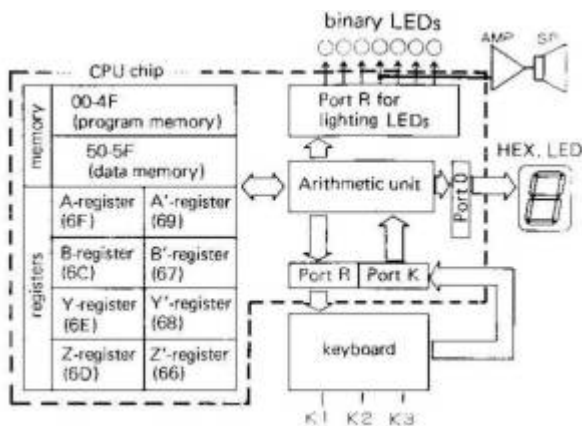 binary LEDs
AMP SP
CPU chip
memory
00-4F
(program memory)
50-5F
(data memory)
registers
A-register
(6F)
A'-register
(69)
B-register
(6C)
B'-register
(67)
Y-register
(6E)
Y'-register
(68)
Z-register
(6D)
Z'-register
(66)
Port R for
lighting LEDs
Arithmetic unit
Port O
HEX. LED
Port R
Port K
keyboard
K1 K2 K3